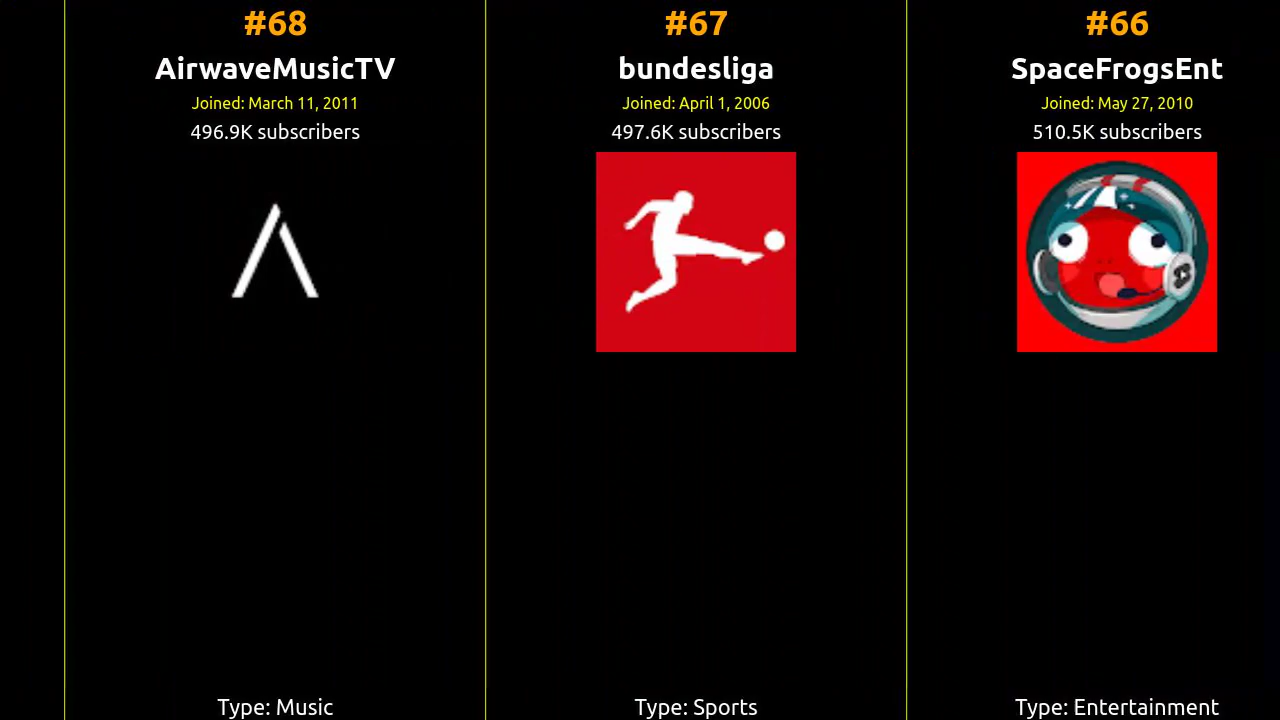 #68
AirwaveMusicTV
Joined: March 11, 2011
496.9K subscribers
Type: Music
#67
bundesliga
Joined: April 1, 2006
497.6K subscribers
Type: Sports
#66
SpaceFrogsEnt
Joined: May 27, 2010
510.5K subscribers
Type: Entertainment